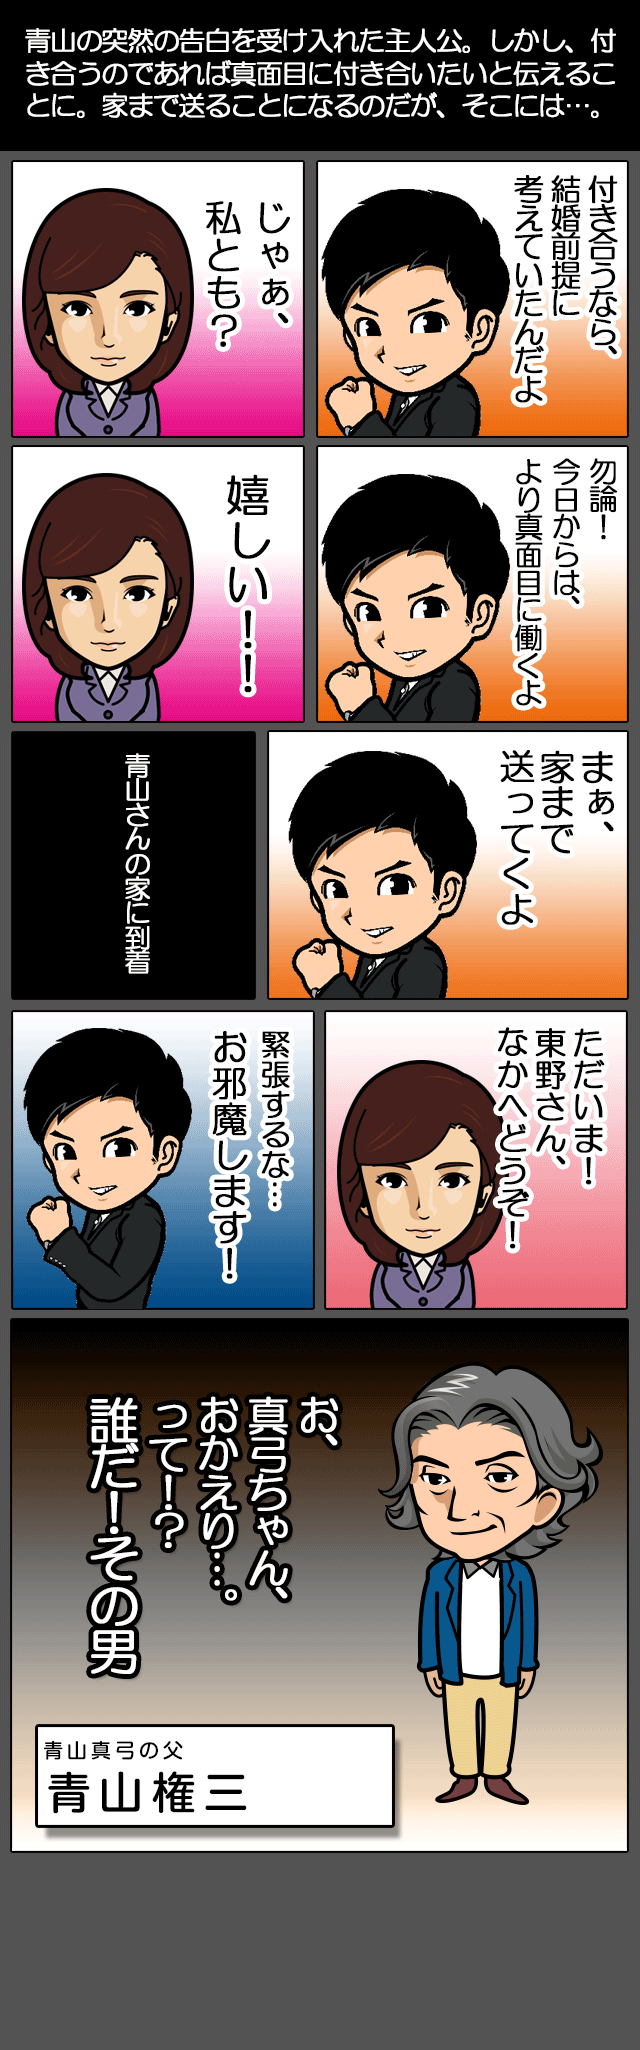 青山の突然の告白を受け入れた主人公。しかし、付
き合うのであれば真面目に付き合いたいと伝えるこ
とに。家まで送ることになるのだが、そこには…。
付き合うなら、
結婚前提に
考えていたんだよ
じゃぁ、
私とも？
勿論！
今日からは、
より真面目に働くよ
嬉しい！！
まぁ、
家まで
送ってくよ
青山さんの家に到着
ただいま！
東野さん、
なかへどうぞ！
緊張するな…
お邪魔します！
お、
真弓ちゃん、
おかえり…。
って！？
誰だ！その男
青山真弓の父
青山権三